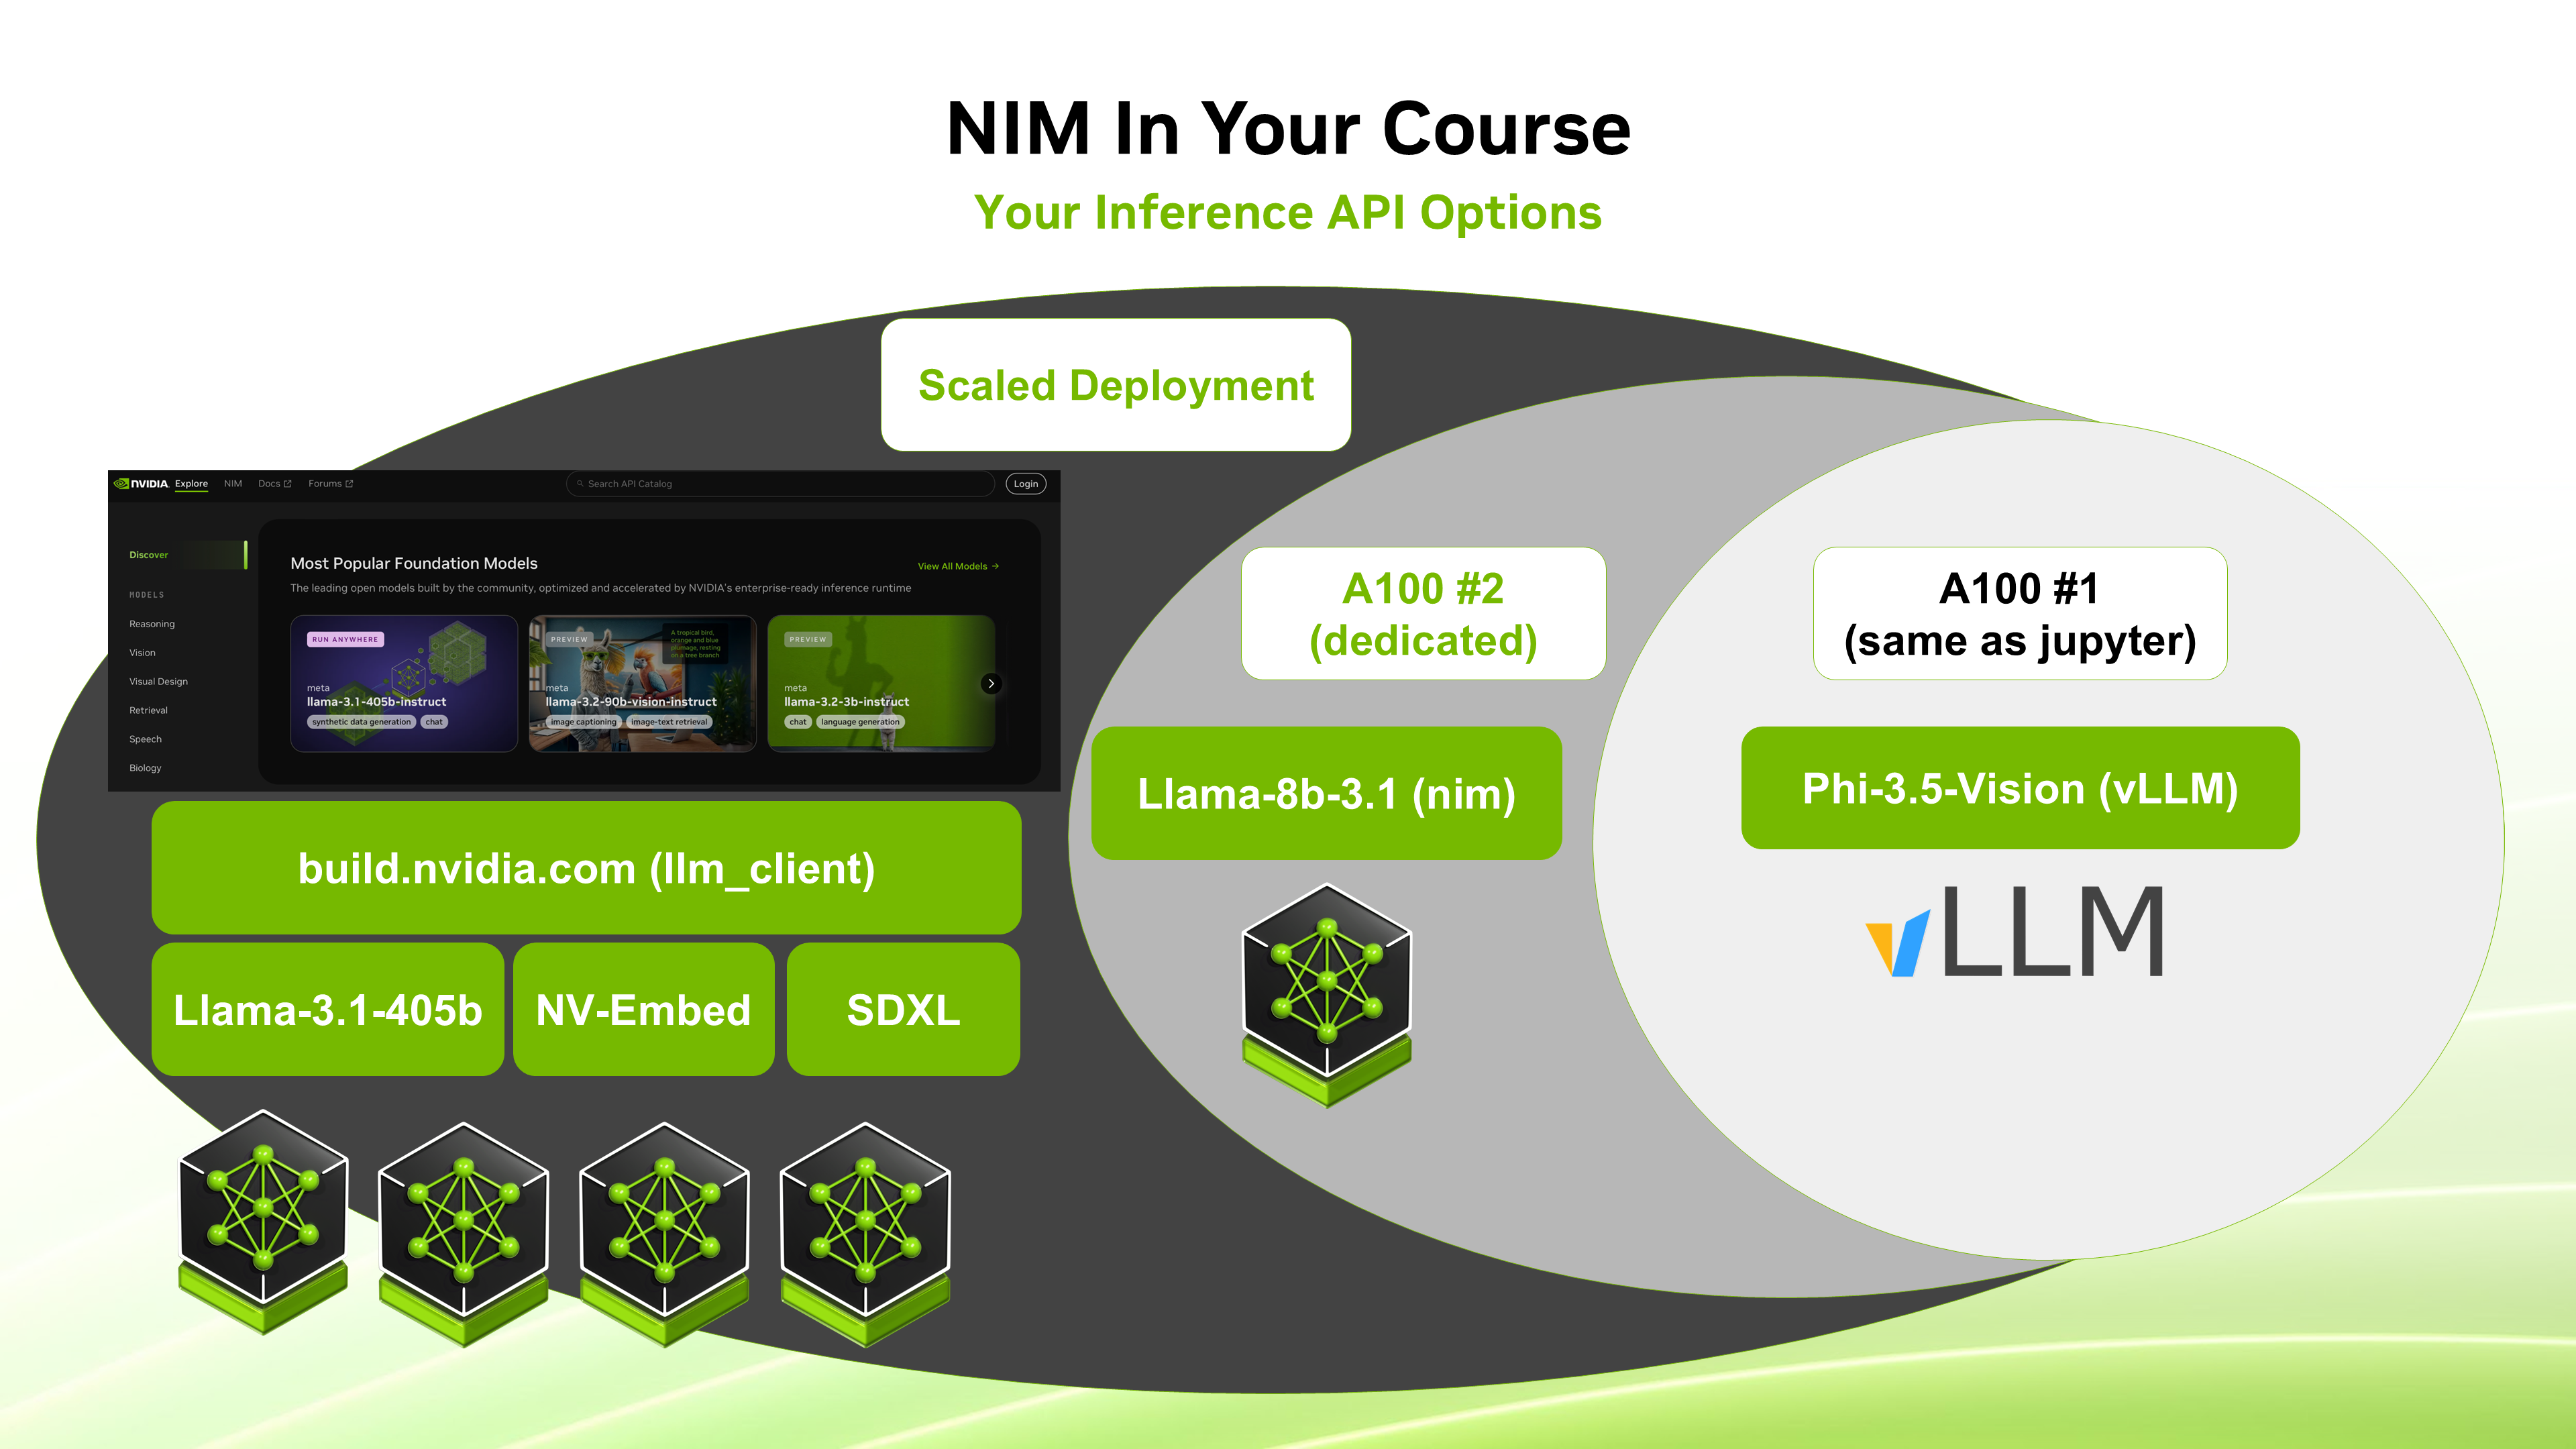 NIM In Your Course
Your Inference API Options
Scaled Deployment
NVIDIA. Explore NIM Docs Forums Search API Catalog Login
Discover
MODELS
Reasoning
Vision
Visual Design
Retrieval
Speech
Biology
Most Popular Foundation Models
View All Models →
The leading open models built by the community, optimized and accelerated by NVIDIA's enterprise-ready inference runtime
RUN ANYWHERE
meta
llama-3.1-405b-instruct
synthetic data generation chat
PREVIEW
A tropical bird,
orange and blue
plumage, resting
on a tree branch
meta
llama-3.2-90b-vision-instruct
image captioning image-text retrieval
PREVIEW
meta
llama-3.2-3b-instruct
chat language generation
build.nvidia.com (llm_client)
Llama-3.1-405b
NV-Embed
SDXL
A100 #2
(dedicated)
Llama-8b-3.1 (nim)
A100 #1
(same as jupyter)
Phi-3.5-Vision (vLLM)
vLLM